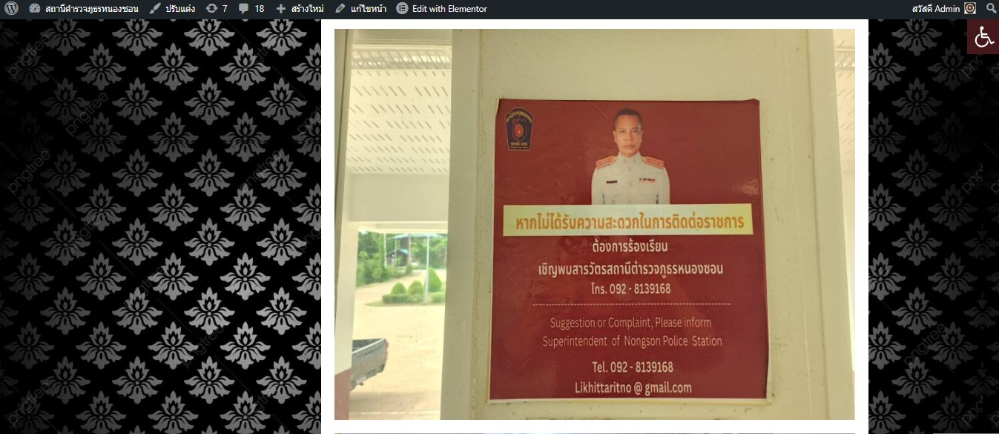 สถานีตำรวจภูธรหนองซอน
ปรับแต่ง
7
18
สร้างใหม่
แก้ไขหน้า
Edit with Elementor
สวัสดี Admin
pngtree
NONG SON
หากไม่ได้รับความสะดวกในการติดต่อราชการ
ต้องการร้องเรียน
เชิญพบสารวัตรสถานีตำรวจภูธรหนองซอน
โทร. 092 - 8139168
Suggestion or Complaint, Please inform
Superintendent of Nongson Police Station
Tel. 092 - 8139168
Likhittaritno @ gmail.com